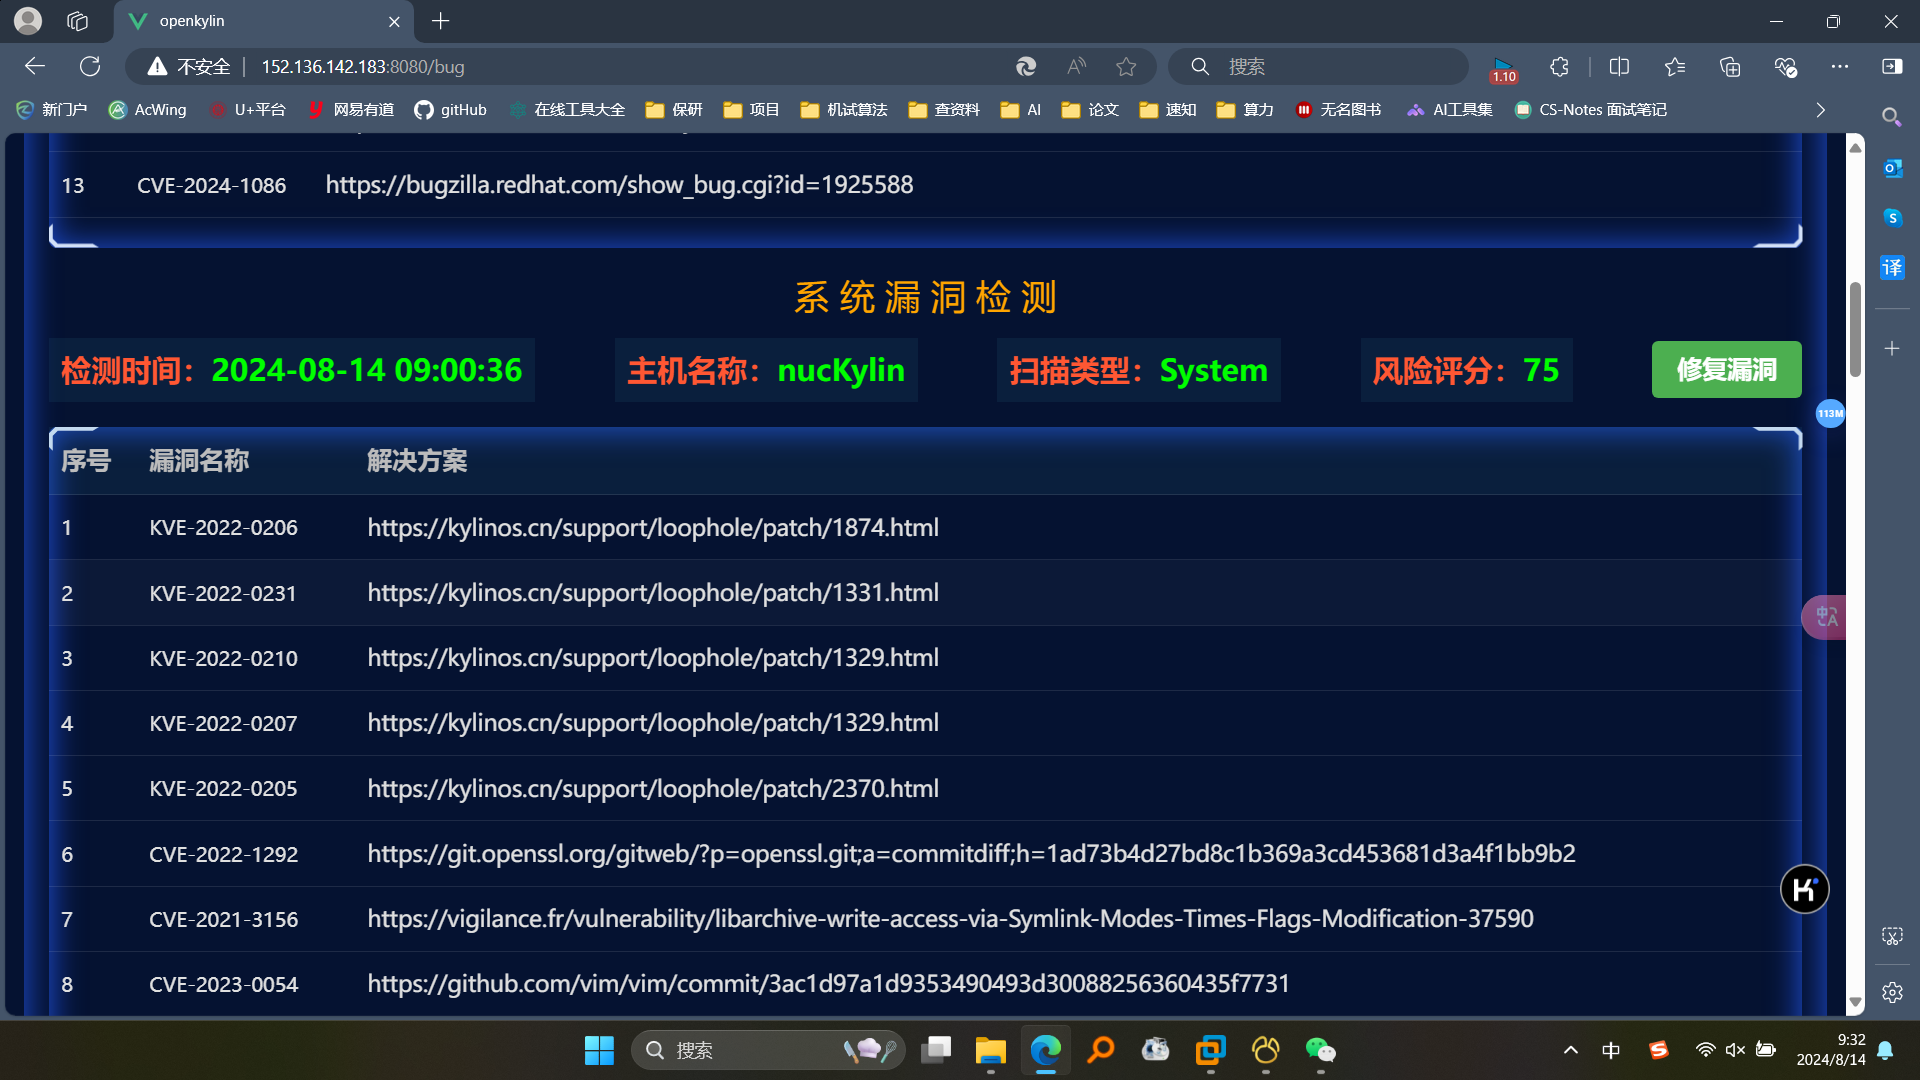 openkylin
不安全 152.136.142.183:8080/bug 搜索 1.10
新门户 AcWing U+平台 网易有道 gitHub 在线工具大全 保研 项目 机试算法 查资料 AI 论文 速知 算力 无名图书 AI工具集 CS-Notes 面试笔记
13 CVE-2024-1086 https://bugzilla.redhat.com/show_bug.cgi?id=1925588
系统漏洞检测
检测时间：2024-08-14 09:00:36 主机名称：nucKylin 扫描类型：System 风险评分：75 修复漏洞
113M
序号 漏洞名称 解决方案
1 KVE-2022-0206 https://kylinos.cn/support/loophole/patch/1874.html
2 KVE-2022-0231 https://kylinos.cn/support/loophole/patch/1331.html
3 KVE-2022-0210 https://kylinos.cn/support/loophole/patch/1329.html
4 KVE-2022-0207 https://kylinos.cn/support/loophole/patch/1329.html
5 KVE-2022-0205 https://kylinos.cn/support/loophole/patch/2370.html
6 CVE-2022-1292 https://git.openssl.org/gitweb/?p=openssl.git;a=commitdiff;h=1ad73b4d27bd8c1b369a3cd453681d3a4f1bb9b2
7 CVE-2021-3156 https://vigilance.fr/vulnerability/libarchive-write-access-via-Symlink-Modes-Times-Flags-Modification-37590
8 CVE-2023-0054 https://github.com/vim/vim/commit/3ac1d97a1d9353490493d30088256360435f7731
译
搜索 中 9:32
2024/8/14